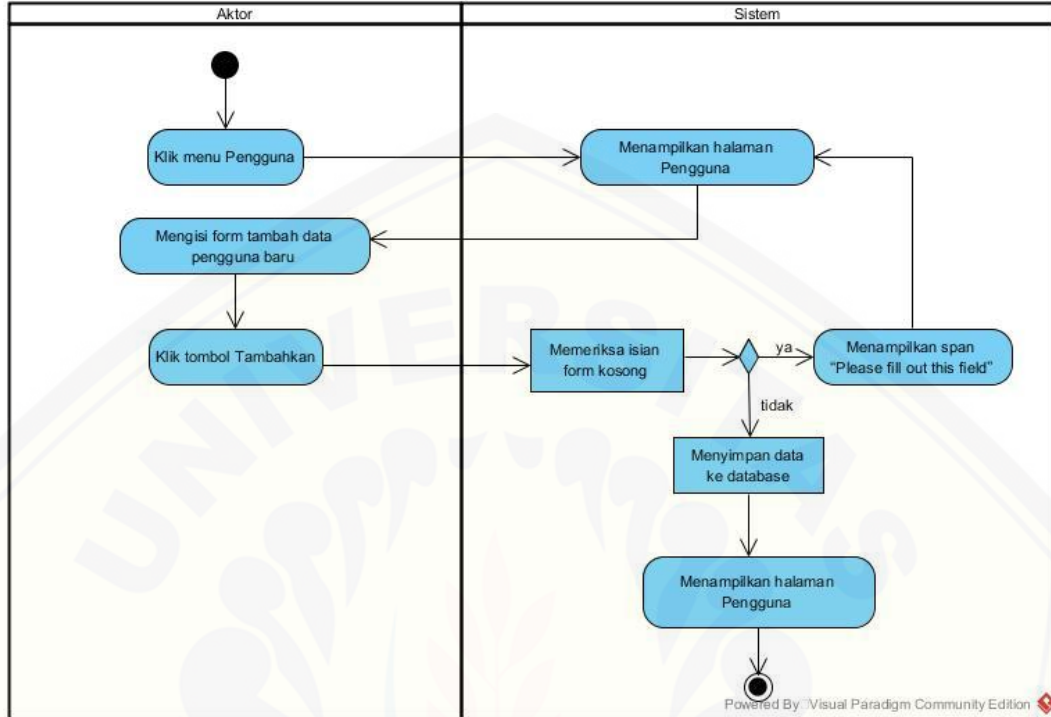 Aktor
Sistem
Klik menu Pengguna
Menampilkan halaman
Pengguna
Mengisi form tambah data
pengguna baru
Klik tombol Tambahkan
Memeriksa isian
form kosong
ya
Menampilkan span
"Please fill out this field"
tidak
Menyimpan data
ke database
Menampilkan halaman
Pengguna
UNIVERSITAS
Powered By Visual Paradigm Community Edition